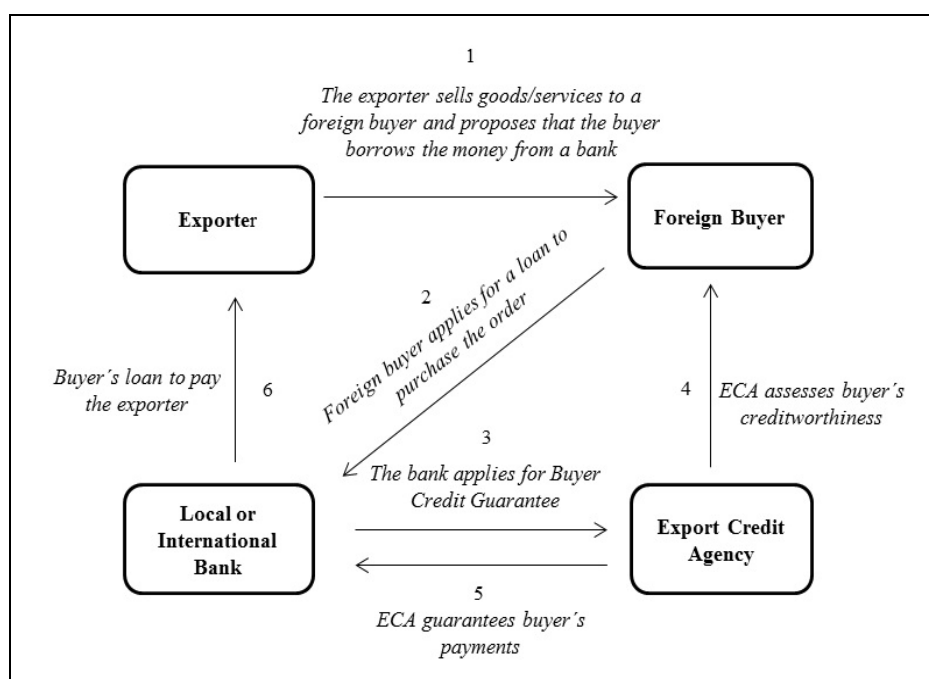 1
The exporter sells goods/services to a
foreign buyer and proposes that the buyer
borrows the money from a bank
Exporter
Foreign Buyer
2
Foreign buyer applies for a loan to
purchase the order
Buyer´s loan to pay
the exporter
6
4
ECA assesses buyer´s
creditworthiness
3
The bank applies for Buyer
Credit Guarantee
Local or
International
Bank
Export Credit
Agency
5
ECA guarantees buyer´s
payments